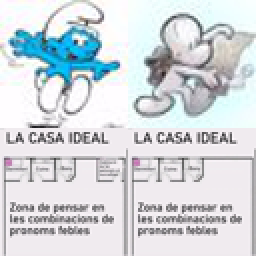 LA CASA IDEAL
LA CASA IDEAL
Zona de pensar en
les combinacions de
pronoms febles
Zona de pensar en
les combinacions de
pronoms febles